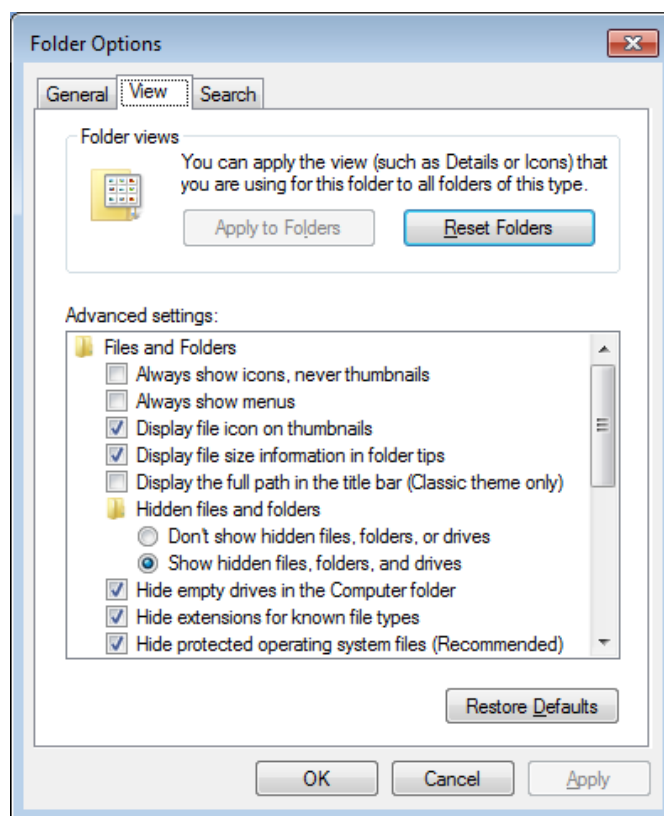 Folder Options
General View Search
Folder views
You can apply the view (such as Details or Icons) that
you are using for this folder to all folders of this type.
Apply to Folders Reset Folders
Advanced settings:
Files and Folders
Always show icons, never thumbnails
Always show menus
Display file icon on thumbnails
Display file size information in folder tips
Display the full path in the title bar (Classic theme only)
Hidden files and folders
Don't show hidden files, folders, or drives
Show hidden files, folders, and drives
Hide empty drives in the Computer folder
Hide extensions for known file types
Hide protected operating system files (Recommended)
Restore Defaults
OK Cancel Apply